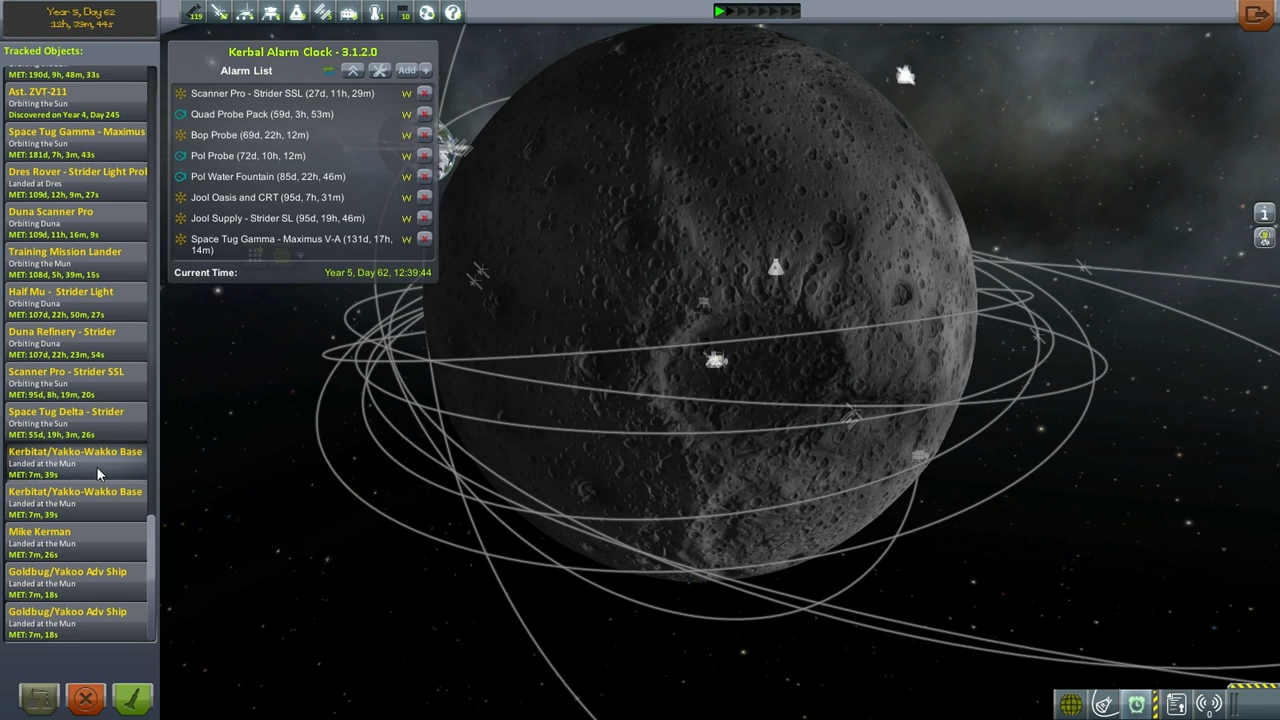 Year 5, Day 62
12h, 39m, 44s
119
1
10
Tracked Objects:
MET: 190d, 9h, 48m, 33s
Ast. ZVT-211
Orbiting the Sun
Discovered on Year 4, Day 245
Space Tug Gamma - Maximus
Orbiting the Sun
MET: 181d, 7h, 3m, 43s
Dres Rover - Strider Light Prol
Landed at Dres
MET: 109d, 12h, 9m, 27s
Duna Scanner Pro
Orbiting Duna
MET: 109d, 11h, 16m, 9s
Training Mission Lander
Orbiting the Mun
MET: 108d, 5h, 39m, 15s
Half Mu - Strider Light
Orbiting Duna
MET: 107d, 22h, 50m, 27s
Duna Refinery - Strider
Orbiting Duna
MET: 107d, 22h, 23m, 54s
Scanner Pro - Strider SSL
Orbiting the Sun
MET: 95d, 8h, 19m, 20s
Space Tug Delta - Strider
Orbiting the Sun
MET: 55d, 19h, 3m, 26s
Kerbitat/Yakko-Wakko Base
Landed at the Mun
MET: 7m, 39s
Kerbitat/Yakko-Wakko Base
Landed at the Mun
MET: 7m, 39s
Mike Kerman
Landed at the Mun
MET: 7m, 26s
Goldbug/Yakoo Adv Ship
Landed at the Mun
MET: 7m, 18s
Goldbug/Yakoo Adv Ship
Landed at the Mun
MET: 7m, 18s
Kerbal Alarm Clock - 3.1.2.0
Alarm List
Add +
Scanner Pro - Strider SSL (27d, 11h, 29m) W
Quad Probe Pack (59d, 3h, 53m) W
Bop Probe (69d, 22h, 12m) W
Pol Probe (72d, 10h, 12m) W
Pol Water Fountain (85d, 22h, 46m) W
Jool Oasis and CRT (95d, 7h, 31m) W
Jool Supply - Strider SL (95d, 19h, 46m) W
Space Tug Gamma - Maximus V-A (131d, 17h, W
14m)
Current Time: Year 5, Day 62, 12:39:44
0